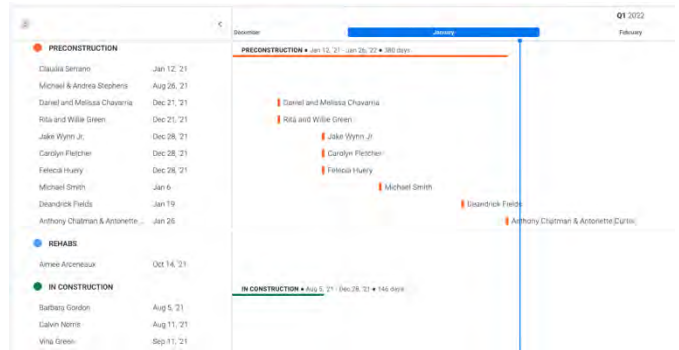 Q1 2022
December January February
PRECONSTRUCTION
PRECONSTRUCTION • Jan 12, '21 - Jan 26, '22 • 380 days
Claudia Serrano Jan 12, '21
Michael & Andrea Stephens Aug 26, '21
Daniel and Melissa Chavarria Dec 21, '21 Daniel and Melissa Chavarria
Rita and Willie Green Dec 21, '21 Rita and Willie Green
Jake Wynn Jr. Dec 28, '21 Jake Wynn Jr.
Carolyn Fletcher Dec 28, '21 Carolyn Fletcher
Felecia Huery Dec 28, '21 Felecia Huery
Michael Smith Jan 6 Michael Smith
Deandrick Fields Jan 19 Deandrick Fields
Anthony Chatman & Antonette ... Jan 26 Anthony Chatman & Antonette Curtis
REHABS
Aimee Arceneaux Oct 14, '21
IN CONSTRUCTION
IN CONSTRUCTION • Aug 5, '21 - Dec 28, '21 • 146 days
Barbara Gordon Aug 5, '21
Calvin Norris Aug 11, '21
Vina Green Sep 11, '21